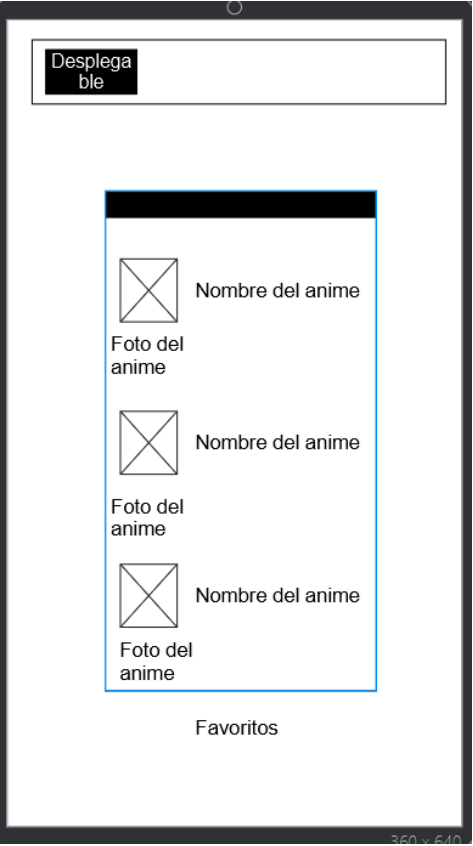 Desplega
ble
Nombre del anime
Foto del
anime
Nombre del anime
Foto del
anime
Nombre del anime
Foto del
anime
Favoritos
360 x 640